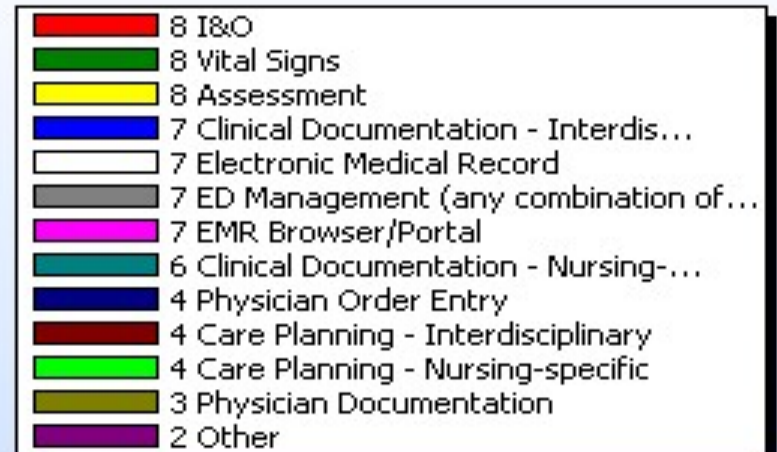 8 I&O
8 Vital Signs
8 Assessment
7 Clinical Documentation - Interdis...
7 Electronic Medical Record
7 ED Management (any combination of...
7 EMR Browser/Portal
6 Clinical Documentation - Nursing-...
4 Physician Order Entry
4 Care Planning - Interdisciplinary
4 Care Planning - Nursing-specific
3 Physician Documentation
2 Other